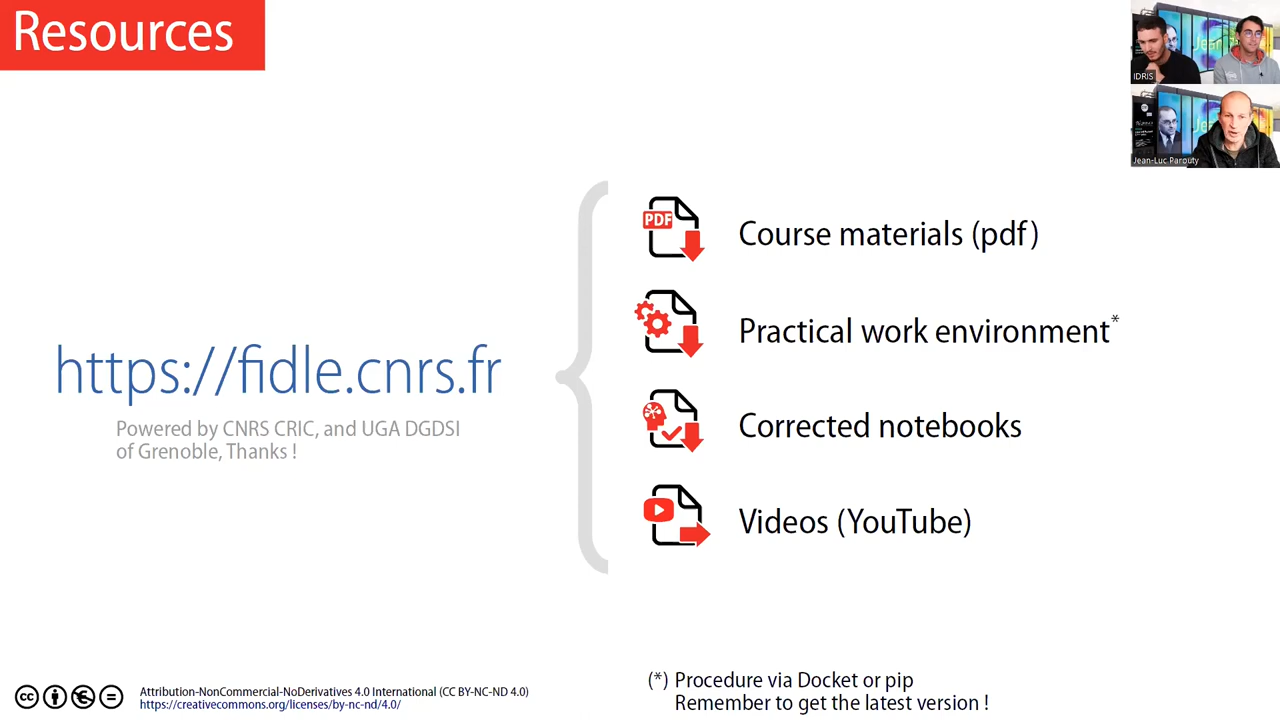 Resources
IDRIS
Jean-Luc Parouty
PDF
Course materials (pdf)
Practical work environment*
https://fidle.cnrs.fr
Powered by CNRS CRIC, and UGA DGDSI
of Grenoble, Thanks !
Corrected notebooks
Videos (YouTube)
Attribution-NonCommercial-NoDerivatives 4.0 International (CC BY-NC-ND 4.0)
https://creativecommons.org/licenses/by-nc-nd/4.0/
(*) Procedure via Docket or pip
Remember to get the latest version !